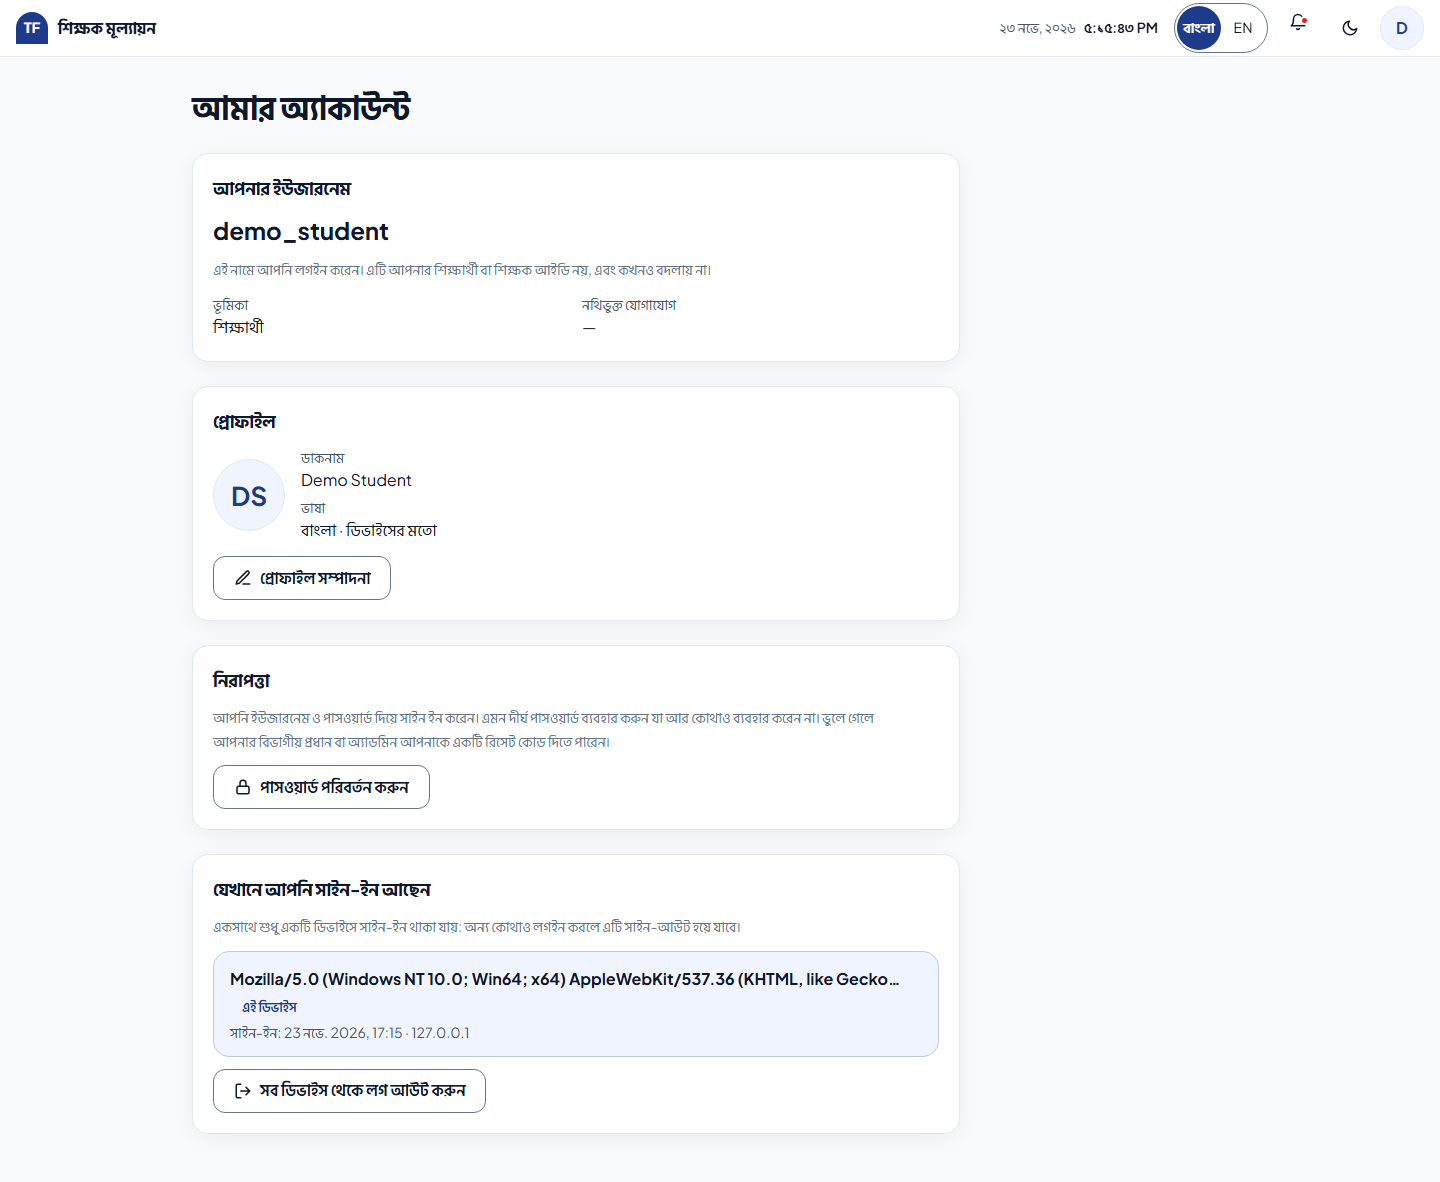 TF শিক্ষক মূল্যায়ন
২৩ নভে, ২০২৬ ৫:১৫:৪৩ PM বাংলা EN D
আমার অ্যাকাউন্ট
আপনার ইউজারনেম
demo_student
এই নামে আপনি লগইন করেন। এটি আপনার শিক্ষার্থী বা শিক্ষক আইডি নয়, এবং কখনও বদলায় না।
ভূমিকা
শিক্ষার্থী
নথিভুক্ত যোগাযোগ
—
প্রোফাইল
DS
ডাকনাম
Demo Student
ভাষা
বাংলা · ডিভাইসের মতো
প্রোফাইল সম্পাদনা
নিরাপত্তা
আপনি ইউজারনেম ও পাসওয়ার্ড দিয়ে সাইন ইন করেন। এমন দীর্ঘ পাসওয়ার্ড ব্যবহার করুন যা আর কোথাও ব্যবহার করেন না। ভুলে গেলে
আপনার বিভাগীয় প্রধান বা অ্যাডমিন আপনাকে একটি রিসেট কোড দিতে পারেন।
পাসওয়ার্ড পরিবর্তন করুন
যেখানে আপনি সাইন-ইন আছেন
একসাথে শুধু একটি ডিভাইসে সাইন-ইন থাকা যায়: অন্য কোথাও লগইন করলে এটি সাইন-আউট হয়ে যাবে।
Mozilla/5.0 (Windows NT 10.0; Win64; x64) AppleWebKit/537.36 (KHTML, like Gecko…
এই ডিভাইস
সাইন-ইন: 23 নভে. 2026, 17:15 · 127.0.0.1
সব ডিভাইস থেকে লগ আউট করুন